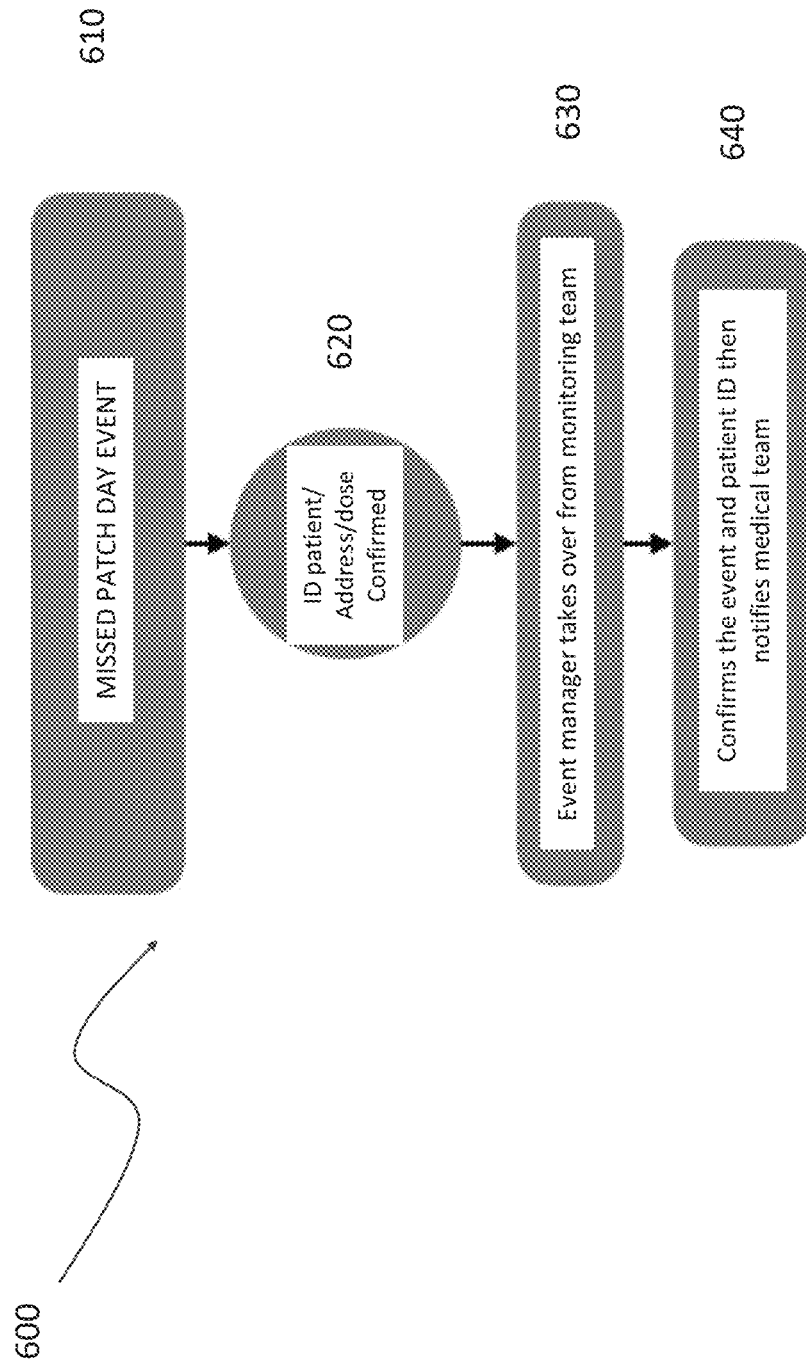 600
610
MISSED PATCH DAY EVENT
620
ID patient/
Address/dose
Confirmed
630
Event manager takes over from monitoring team
640
Confirms the event and patient ID then
notifies medical team